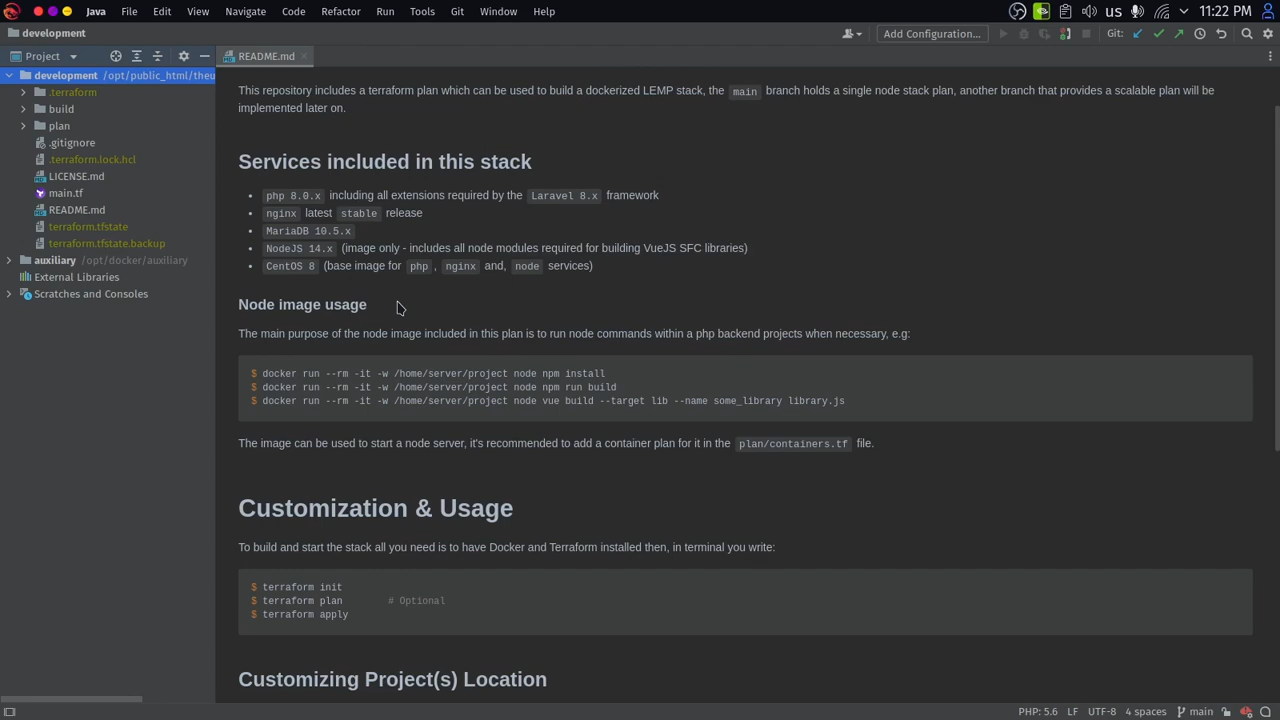 Java File Edit View Navigate Code Refactor Run Tools Git Window Help us 11:22 PM
development Add Configuration... Git:
Project README.md
development /opt/public_html/theu
.terraform
build
plan
.gitignore
.terraform.lock.hcl
LICENSE.md
main.tf
README.md
terraform.tfstate
terraform.tfstate.backup
auxiliary /opt/docker/auxiliary
External Libraries
Scratches and Consoles
This repository includes a terraform plan which can be used to build a dockerized LEMP stack, the main branch holds a single node stack plan, another branch that provides a scalable plan will be
implemented later on.
Services included in this stack
• php 8.0.x including all extensions required by the Laravel 8.x framework
• nginx latest stable release
• MariaDB 10.5.x
• NodeJS 14.x (image only - includes all node modules required for building VueJS SFC libraries)
• CentOS 8 (base image for php , nginx and, node services)
Node image usage
The main purpose of the node image included in this plan is to run node commands within a php backend projects when necessary, e.g:
$ docker run --rm -it -w /home/server/project node npm install
$ docker run --rm -it -w /home/server/project node npm run build
$ docker run --rm -it -w /home/server/project node vue build --target lib --name some_library library.js
The image can be used to start a node server, it's recommended to add a container plan for it in the plan/containers.tf file.
Customization & Usage
To build and start the stack all you need is to have Docker and Terraform installed then, in terminal you write:
$ terraform init
$ terraform plan # Optional
$ terraform apply
Customizing Project(s) Location
PHP: 5.6 LF UTF-8 4 spaces main